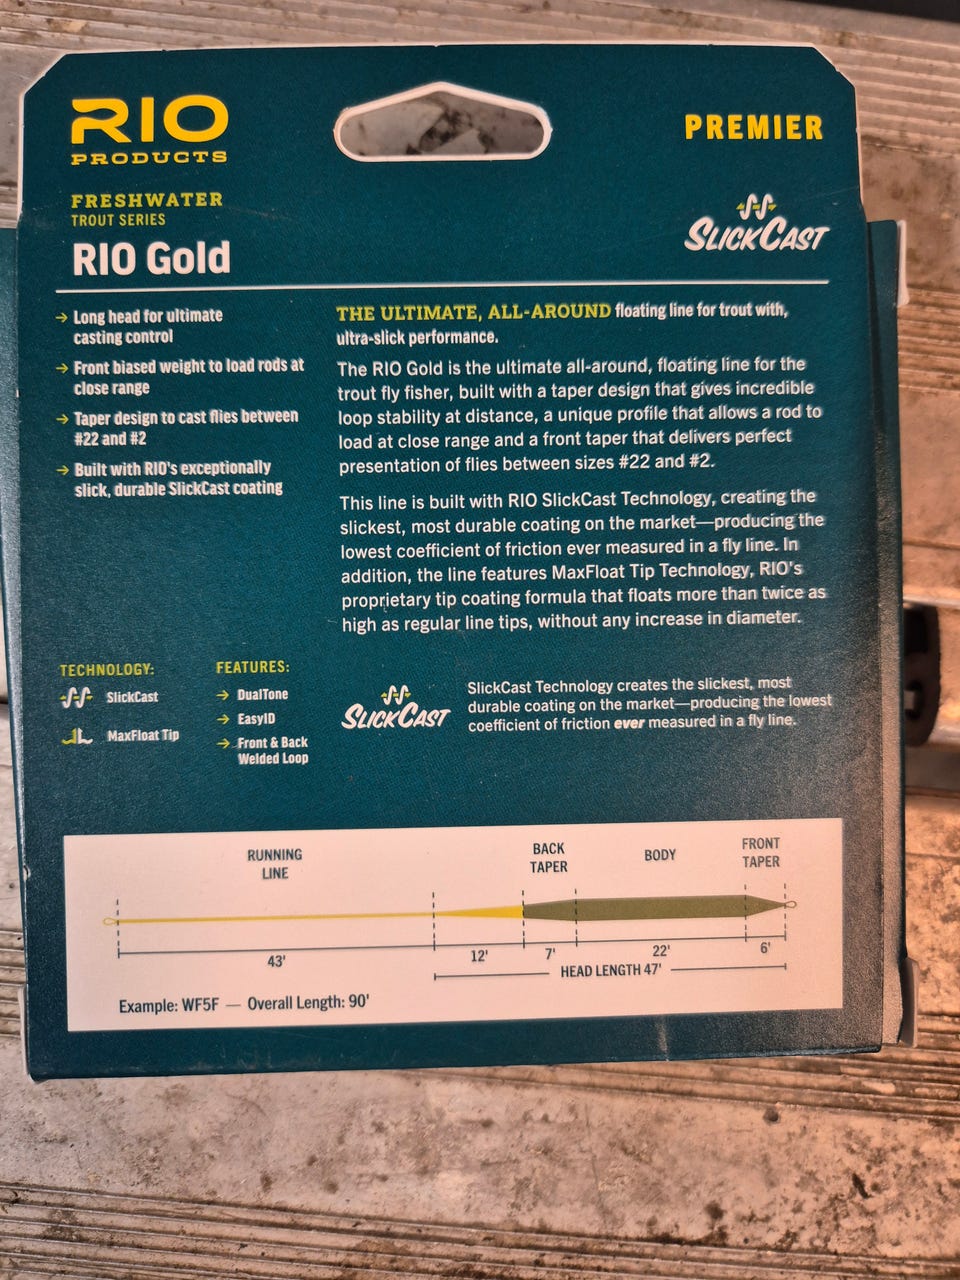 RIO
PRODUCTS
PREMIER
FRESHWATER
TROUT SERIES
RIO Gold
SLICKCAST
→ Long head for ultimate
casting control
→ Front biased weight to load rods at
close range
→ Taper design to cast flies between
#22 and #2
→ Built with RIO's exceptionally
slick, durable SlickCast coating
THE ULTIMATE, ALL-AROUND floating line for trout with,
ultra-slick performance.
The RIO Gold is the ultimate all-around, floating line for the
trout fly fisher, built with a taper design that gives incredible
loop stability at distance, a unique profile that allows a rod to
load at close range and a front taper that delivers perfect
presentation of flies between sizes #22 and #2.
This line is built with RIO SlickCast Technology, creating the
slickest, most durable coating on the market—producing the
lowest coefficient of friction ever measured in a fly line. In
addition, the line features MaxFloat Tip Technology, RIO's
proprietary tip coating formula that floats more than twice as
high as regular line tips, without any increase in diameter.
TECHNOLOGY:
SlickCast
MaxFloat Tip
FEATURES:
→ DualTone
→ EasyID
→ Front & Back
Welded Loop
SLICKCAST
SlickCast Technology creates the slickest, most
durable coating on the market—producing the lowest
coefficient of friction ever measured in a fly line.
RUNNING
LINE
BACK
TAPER
BODY
FRONT
TAPER
43'
12'
7'
22'
6'
HEAD LENGTH 47'
Example: WF5F — Overall Length: 90'